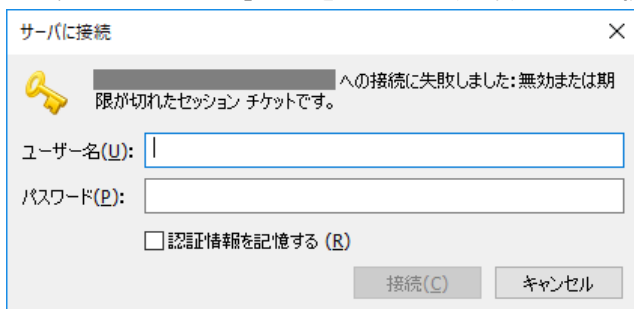 サーバに接続
への接続に失敗しました:無効または期
限が切れたセッション チケットです。
ユーザー名(U):
パスワード(P):
認証情報を記憶する (R)
接続(C) キャンセル